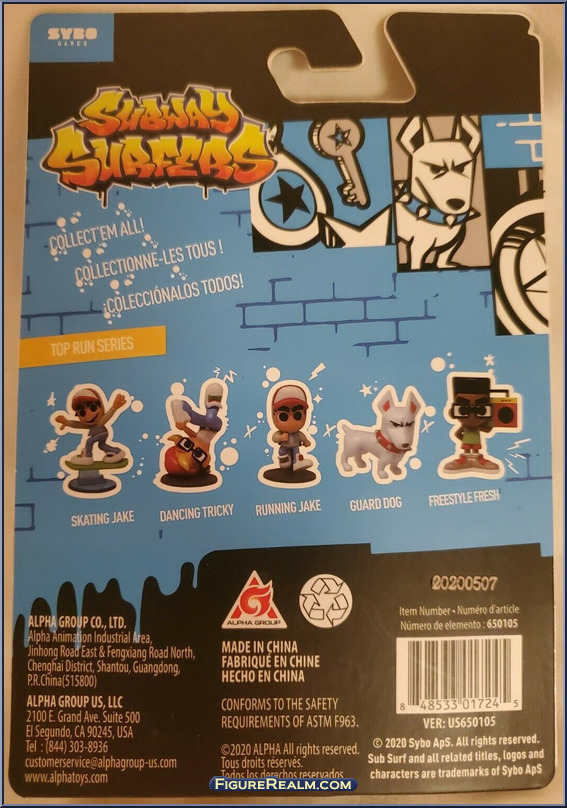 SYBO
GAMES
SUBWAY
SURFERS
COLLECT'EM ALL!
COLLECTIONNE-LES TOUS !
¡COLECCIÓNALOS TODOS!
TOP RUN SERIES
SKATING JAKE
DANCING TRICKY
RUNNING JAKE
GUARD DOG
FREESTYLE FRESH
ALPHA GROUP CO., LTD.
Alpha Animation Industrial Area,
Jinhong Road East & Fengxiang Road North,
Chenghai District, Shantou, Guangdong,
P.R.China(515800)
ALPHA GROUP US, LLC
2100 E. Grand Ave. Suite 500
El Segundo, CA 90245, USA
Tel : (844) 303-8936
customerservice@alphagroup-us.com
www.alphatoys.com
ALPHA GROUP
MADE IN CHINA
FABRIQUÉ EN CHINE
HECHO EN CHINA
CONFORMS TO THE SAFETY
REQUIREMENTS OF ASTM F963.
©2020 ALPHA All rights reserved.
Tous droits réservés.
Todos los derechos reservados.
20200507
Item Number • Numéro d'article
Número de elemento : 650105
8 48533 01724 5
VER: US650105
© 2020 Sybo ApS. All rights reserved.
Sub Surf and all related titles, logos and
characters are trademarks of Sybo ApS
FIGUREREALM.COM